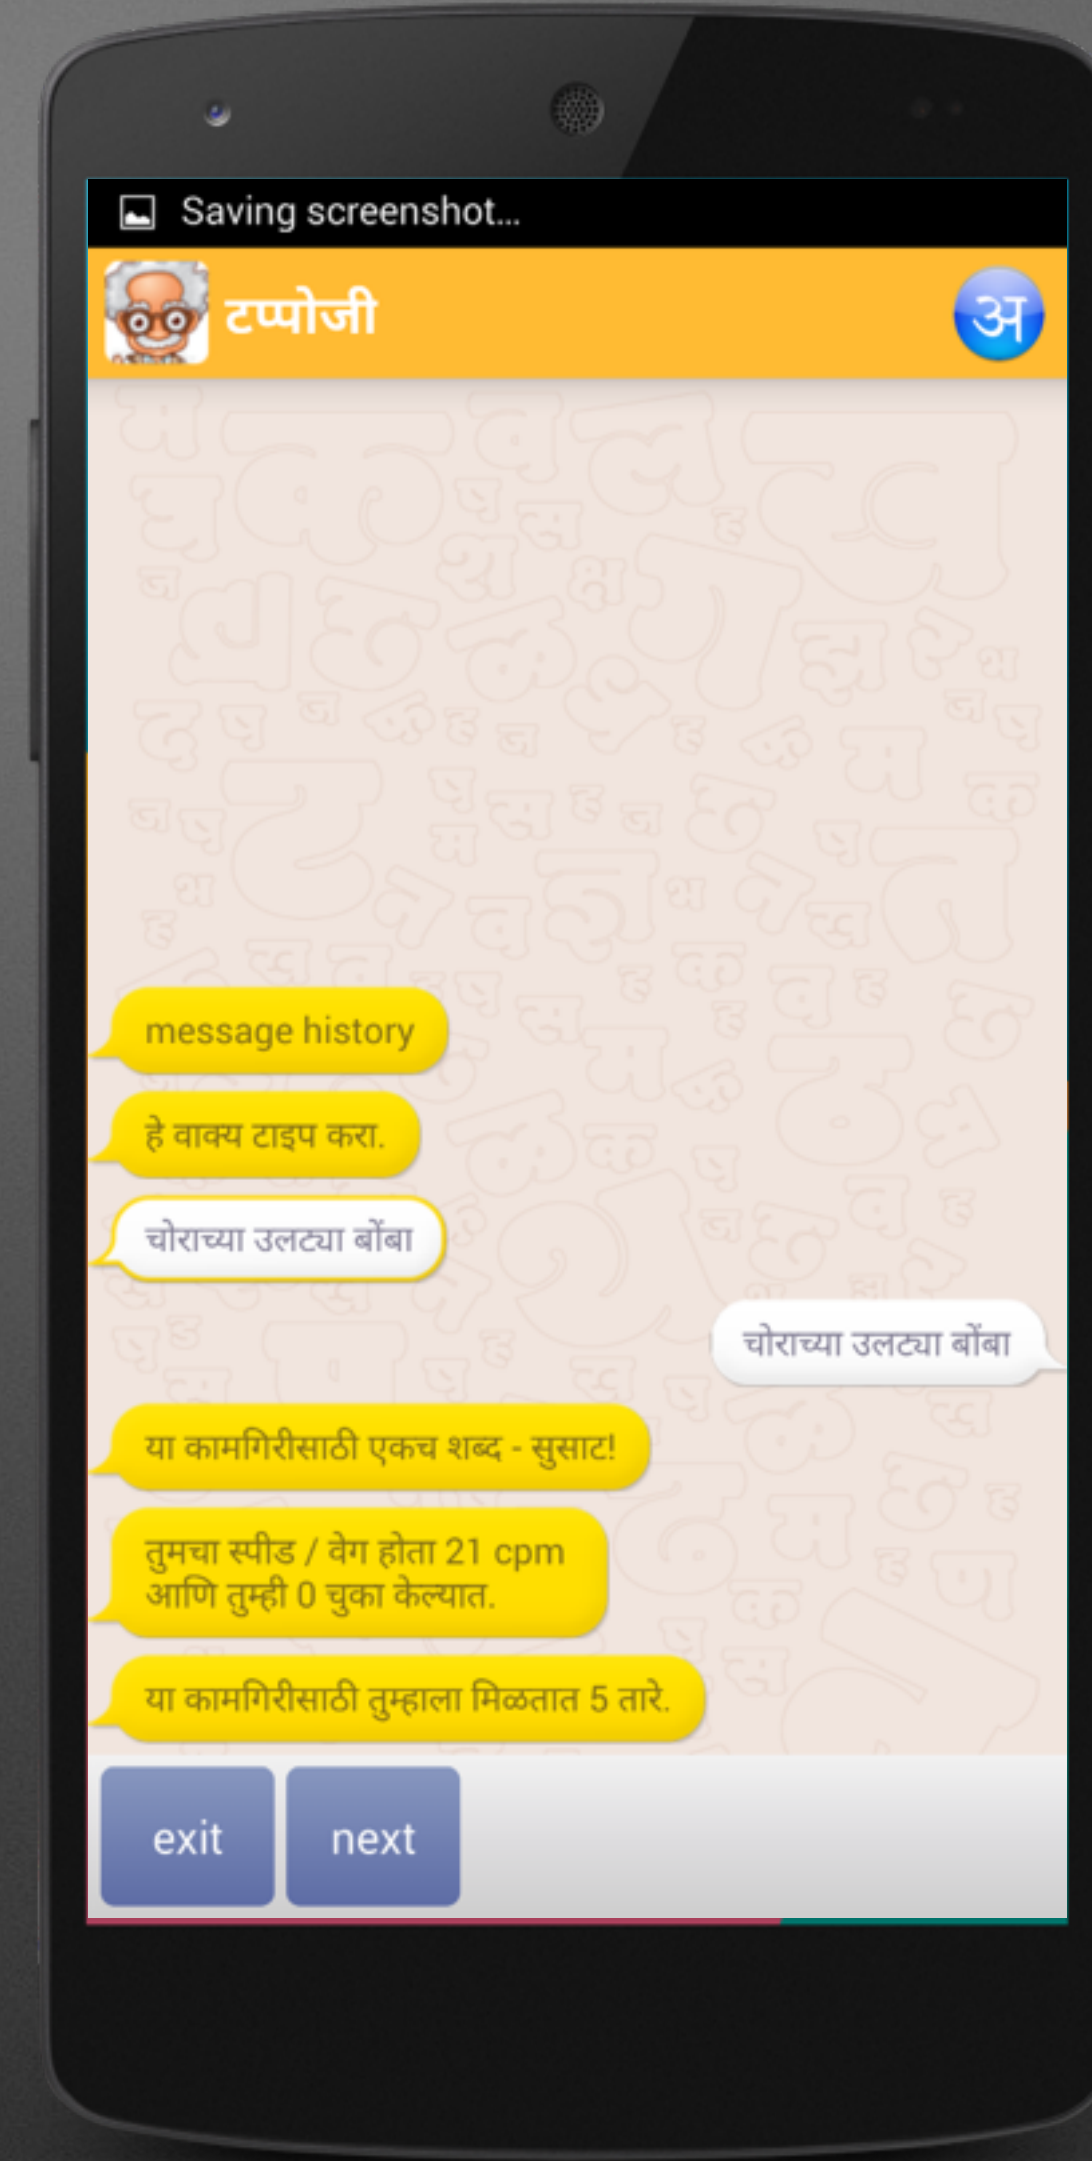 Saving screenshot...
टप्पोजी
अ
message history
हे वाक्य टाइप करा.
चोराच्या उलट्या बोंबा
चोराच्या उलट्या बोंबा
या कामगिरीसाठी एकच शब्द - सुसाट!
तुमचा स्पीड / वेग होता 21 cpm
आणि तुम्ही 0 चुका केल्यात.
या कामगिरीसाठी तुम्हाला मिळतात 5 तारे.
exit
next